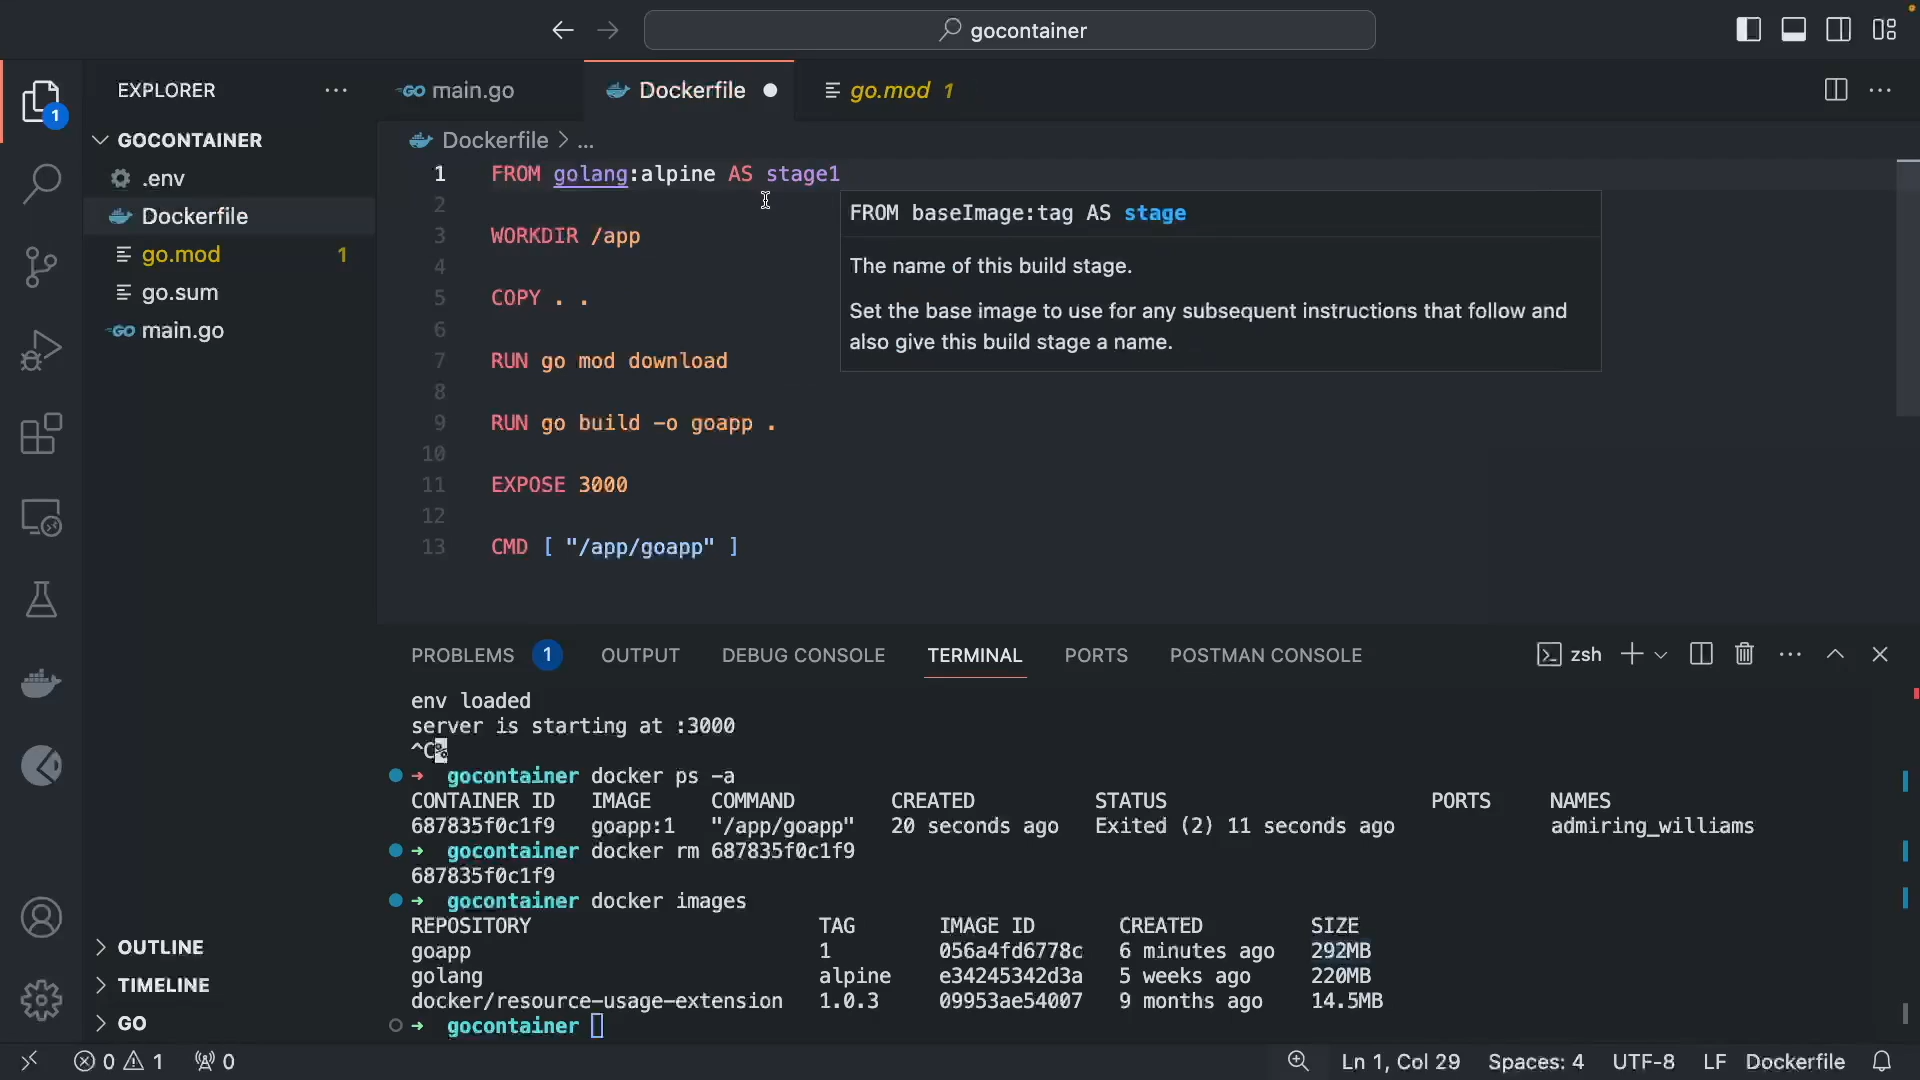 gocontainer
EXPLORER
main.go
Dockerfile
go.mod 1
1
GOCONTAINER
.env
Dockerfile
go.mod 1
go.sum
main.go
Dockerfile > ...
1 FROM golang:alpine AS stage1
2
3 WORKDIR /app
4
5 COPY . .
6
7 RUN go mod download
8
9 RUN go build -o goapp .
10
11 EXPOSE 3000
12
13 CMD [ "/app/goapp" ]
FROM baseImage:tag AS stage
The name of this build stage.
Set the base image to use for any subsequent instructions that follow and
also give this build stage a name.
PROBLEMS 1 OUTPUT DEBUG CONSOLE TERMINAL PORTS POSTMAN CONSOLE
zsh
env loaded
server is starting at :3000
^C%
→ gocontainer docker ps -a
CONTAINER ID IMAGE COMMAND CREATED STATUS PORTS NAMES
687835f0c1f9 goapp:1 "/app/goapp" 20 seconds ago Exited (2) 11 seconds ago admiring_williams
→ gocontainer docker rm 687835f0c1f9
687835f0c1f9
→ gocontainer docker images
REPOSITORY TAG IMAGE ID CREATED SIZE
goapp 1 056a4fd6778c 6 minutes ago 292MB
golang alpine e34245342d3a 5 weeks ago 220MB
docker/resource-usage-extension 1.0.3 09953ae54007 9 months ago 14.5MB
→ gocontainer
OUTLINE
TIMELINE
GO
0 1 0
Ln 1, Col 29 Spaces: 4 UTF-8 LF Dockerfile